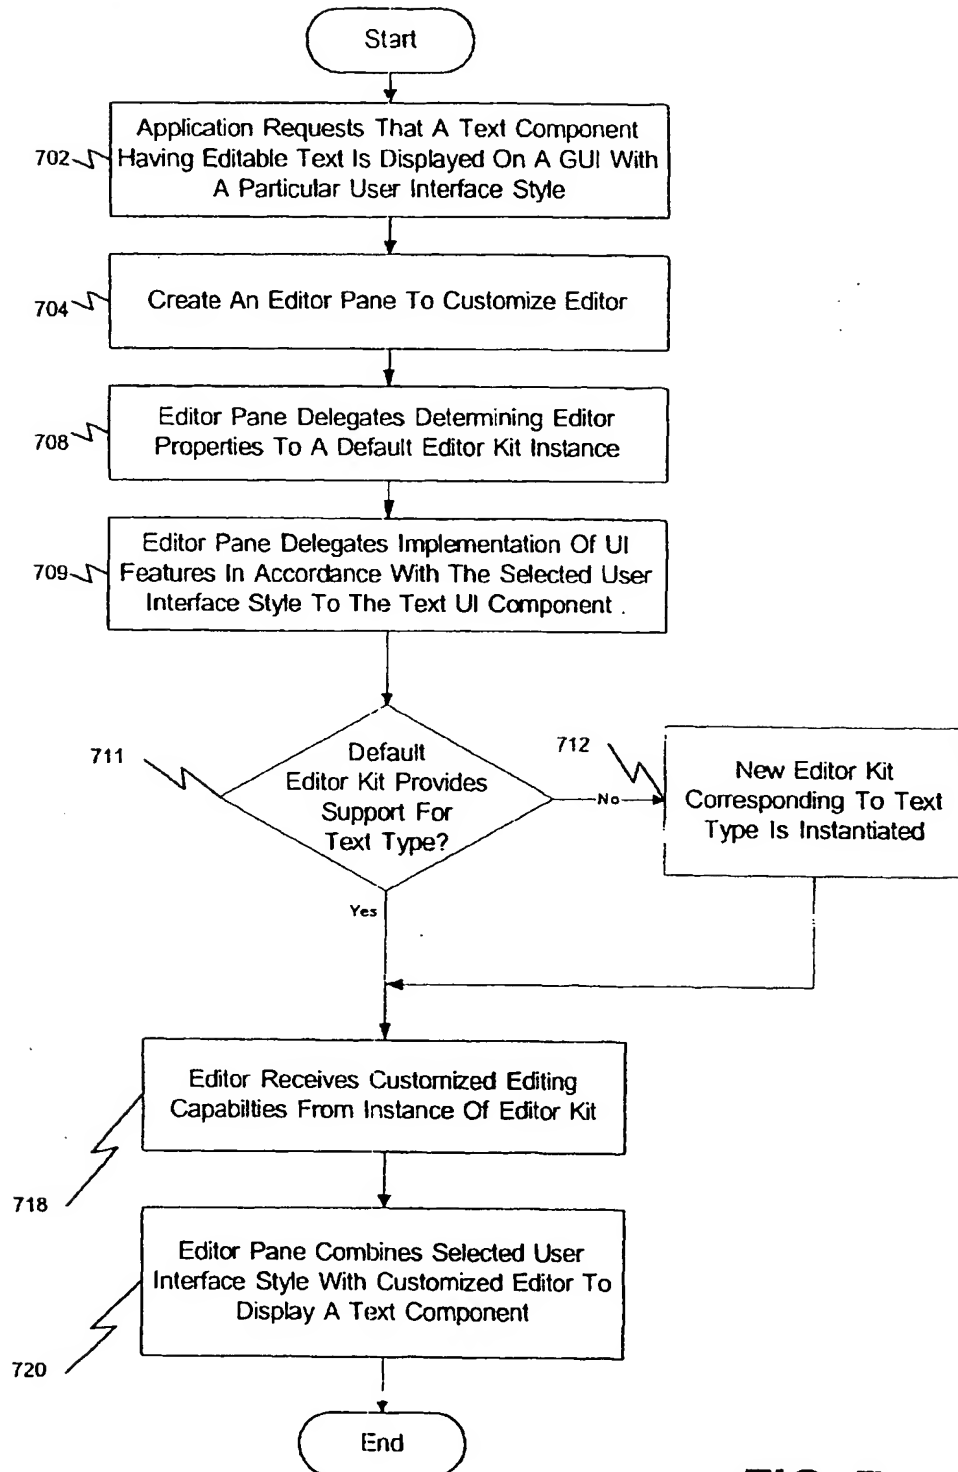 Start
702
Application Requests That A Text Component
Having Editable Text Is Displayed On A GUI With
A Particular User Interface Style
704
Create An Editor Pane To Customize Editor
708
Editor Pane Delegates Determining Editor
Properties To A Default Editor Kit Instance
709
Editor Pane Delegates Implementation Of UI
Features In Accordance With The Selected User
Interface Style To The Text UI Component .
711
Default
Editor Kit Provides
Support For
Text Type?
No
712
New Editor Kit
Corresponding To Text
Type Is Instantiated
Yes
718
Editor Receives Customized Editing
Capabilties From Instance Of Editor Kit
720
Editor Pane Combines Selected User
Interface Style With Customized Editor To
Display A Text Component
End